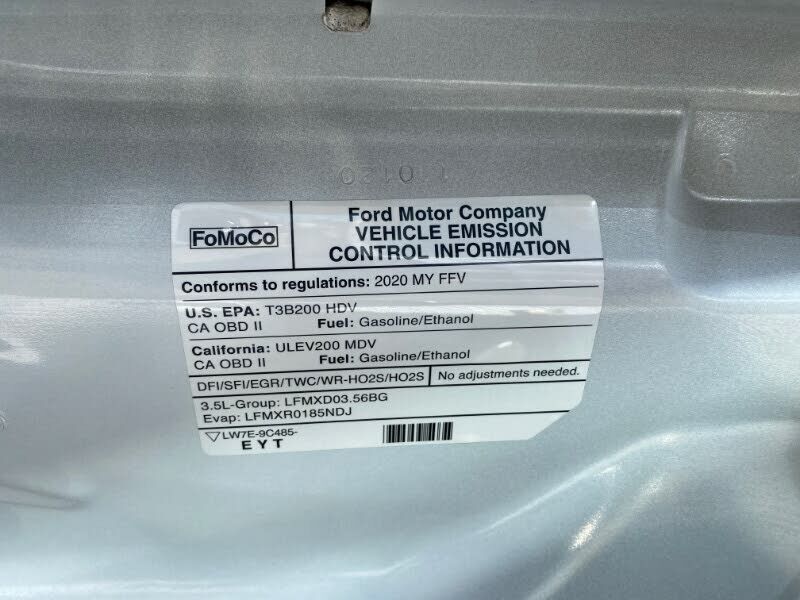 FoMoCo
Ford Motor Company
VEHICLE EMISSION
CONTROL INFORMATION
Conforms to regulations: 2020 MY FFV
U.S. EPA: T3B200 HDV
CA OBD II Fuel: Gasoline/Ethanol
California: ULEV200 MDV
CA OBD II Fuel: Gasoline/Ethanol
DFI/SFI/EGR/TWC/WR-HO2S/HO2S No adjustments needed.
3.5L-Group: LFMXD03.56BG
Evap: LFMXR0185NDJ
LW7E-9C485-
EYT